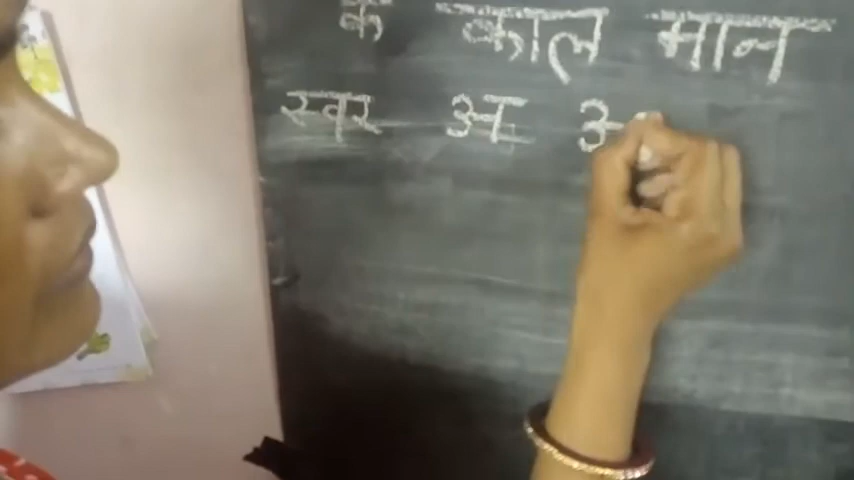 क काल माल
स्वर अ